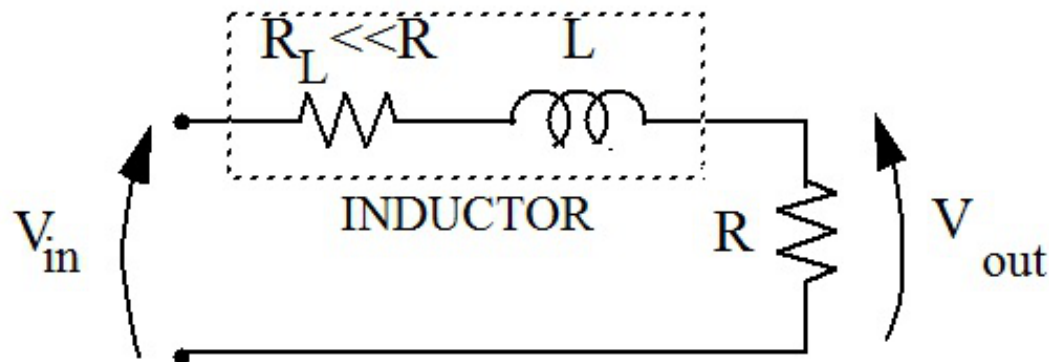 R_L <<R
L
INDUCTOR
V_in
R
V_out